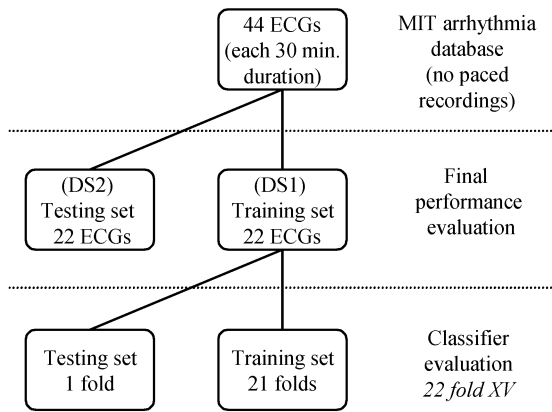 44 ECGs
(each 30 min.
duration)
MIT arrhythmia
database
(no paced
recordings)
(DS2)
Testing set
22 ECGs
(DS1)
Training set
22 ECGs
Final
performance
evaluation
Testing set
1 fold
Training set
21 folds
Classifier
evaluation
22 fold XV